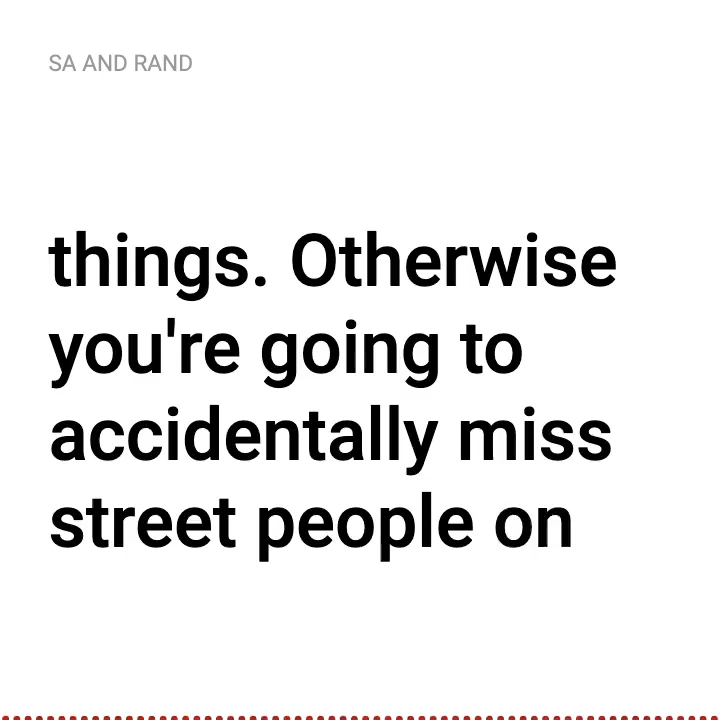 SA AND RAND
things. Otherwise
you're going to
accidentally miss
street people on